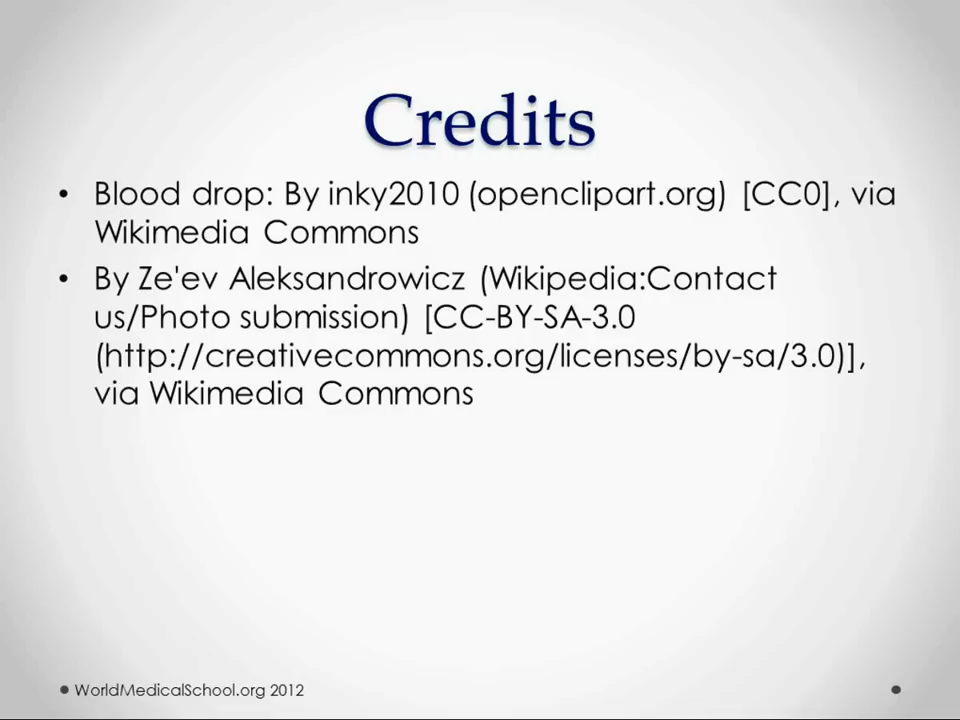 Credits
• Blood drop: By inky2010 (openclipart.org) [CC0], via
Wikimedia Commons
• By Ze'ev Aleksandrowicz (Wikipedia:Contact
us/Photo submission) [CC-BY-SA-3.0
(http://creativecommons.org/licenses/by-sa/3.0)],
via Wikimedia Commons
WorldMedicalSchool.org 2012